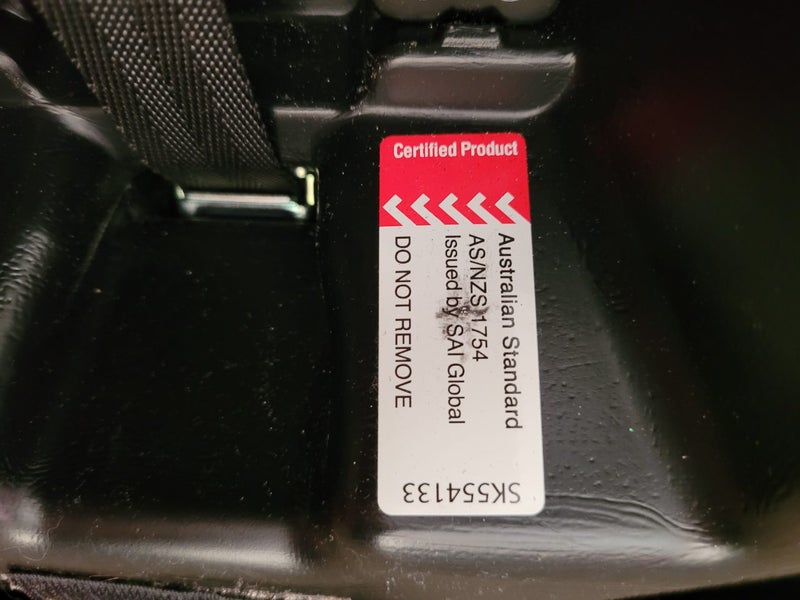 Certified Product
Australian Standard
AS/NZS 1754
Issued by SAI Global
DO NOT REMOVE
SK554133